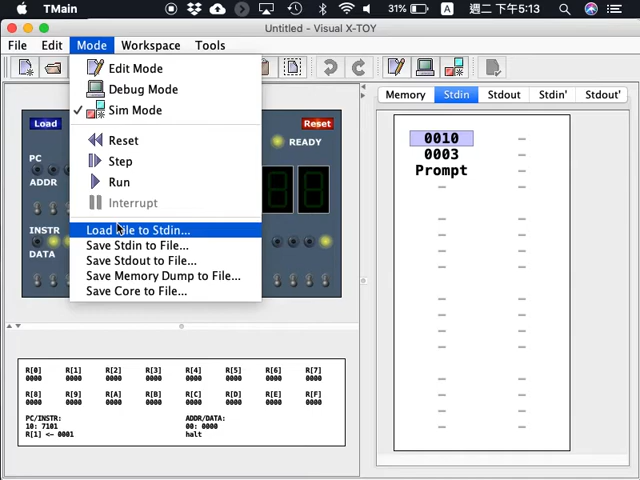 TMain
31%
A
週二 下午5:13
Untitled - Visual X-TOY
File Edit Mode Workspace Tools
Edit Mode
Debug Mode
✓ Sim Mode
Reset
Step
Run
Interrupt
Load File to Stdin...
Save Stdin to File...
Save Stdout to File...
Save Memory Dump to File...
Save Core to File...
Load
Reset
READY
PC
ADDR
INSTR
DATA
Memory Stdin Stdout Stdin' Stdout'
0010
0003
Prompt
R[0] R[1] R[2] R[3] R[4] R[5] R[6] R[7]
0000 0000 0000 0000 0000 0000 0000 0000
R[8] R[9] R[A] R[B] R[C] R[D] R[E] R[F]
0000 0000 0000 0000 0000 0000 0000 0000
PC/INSTR: ADDR/DATA:
10: 7101 00: 0000
R[1] <- 0001 halt